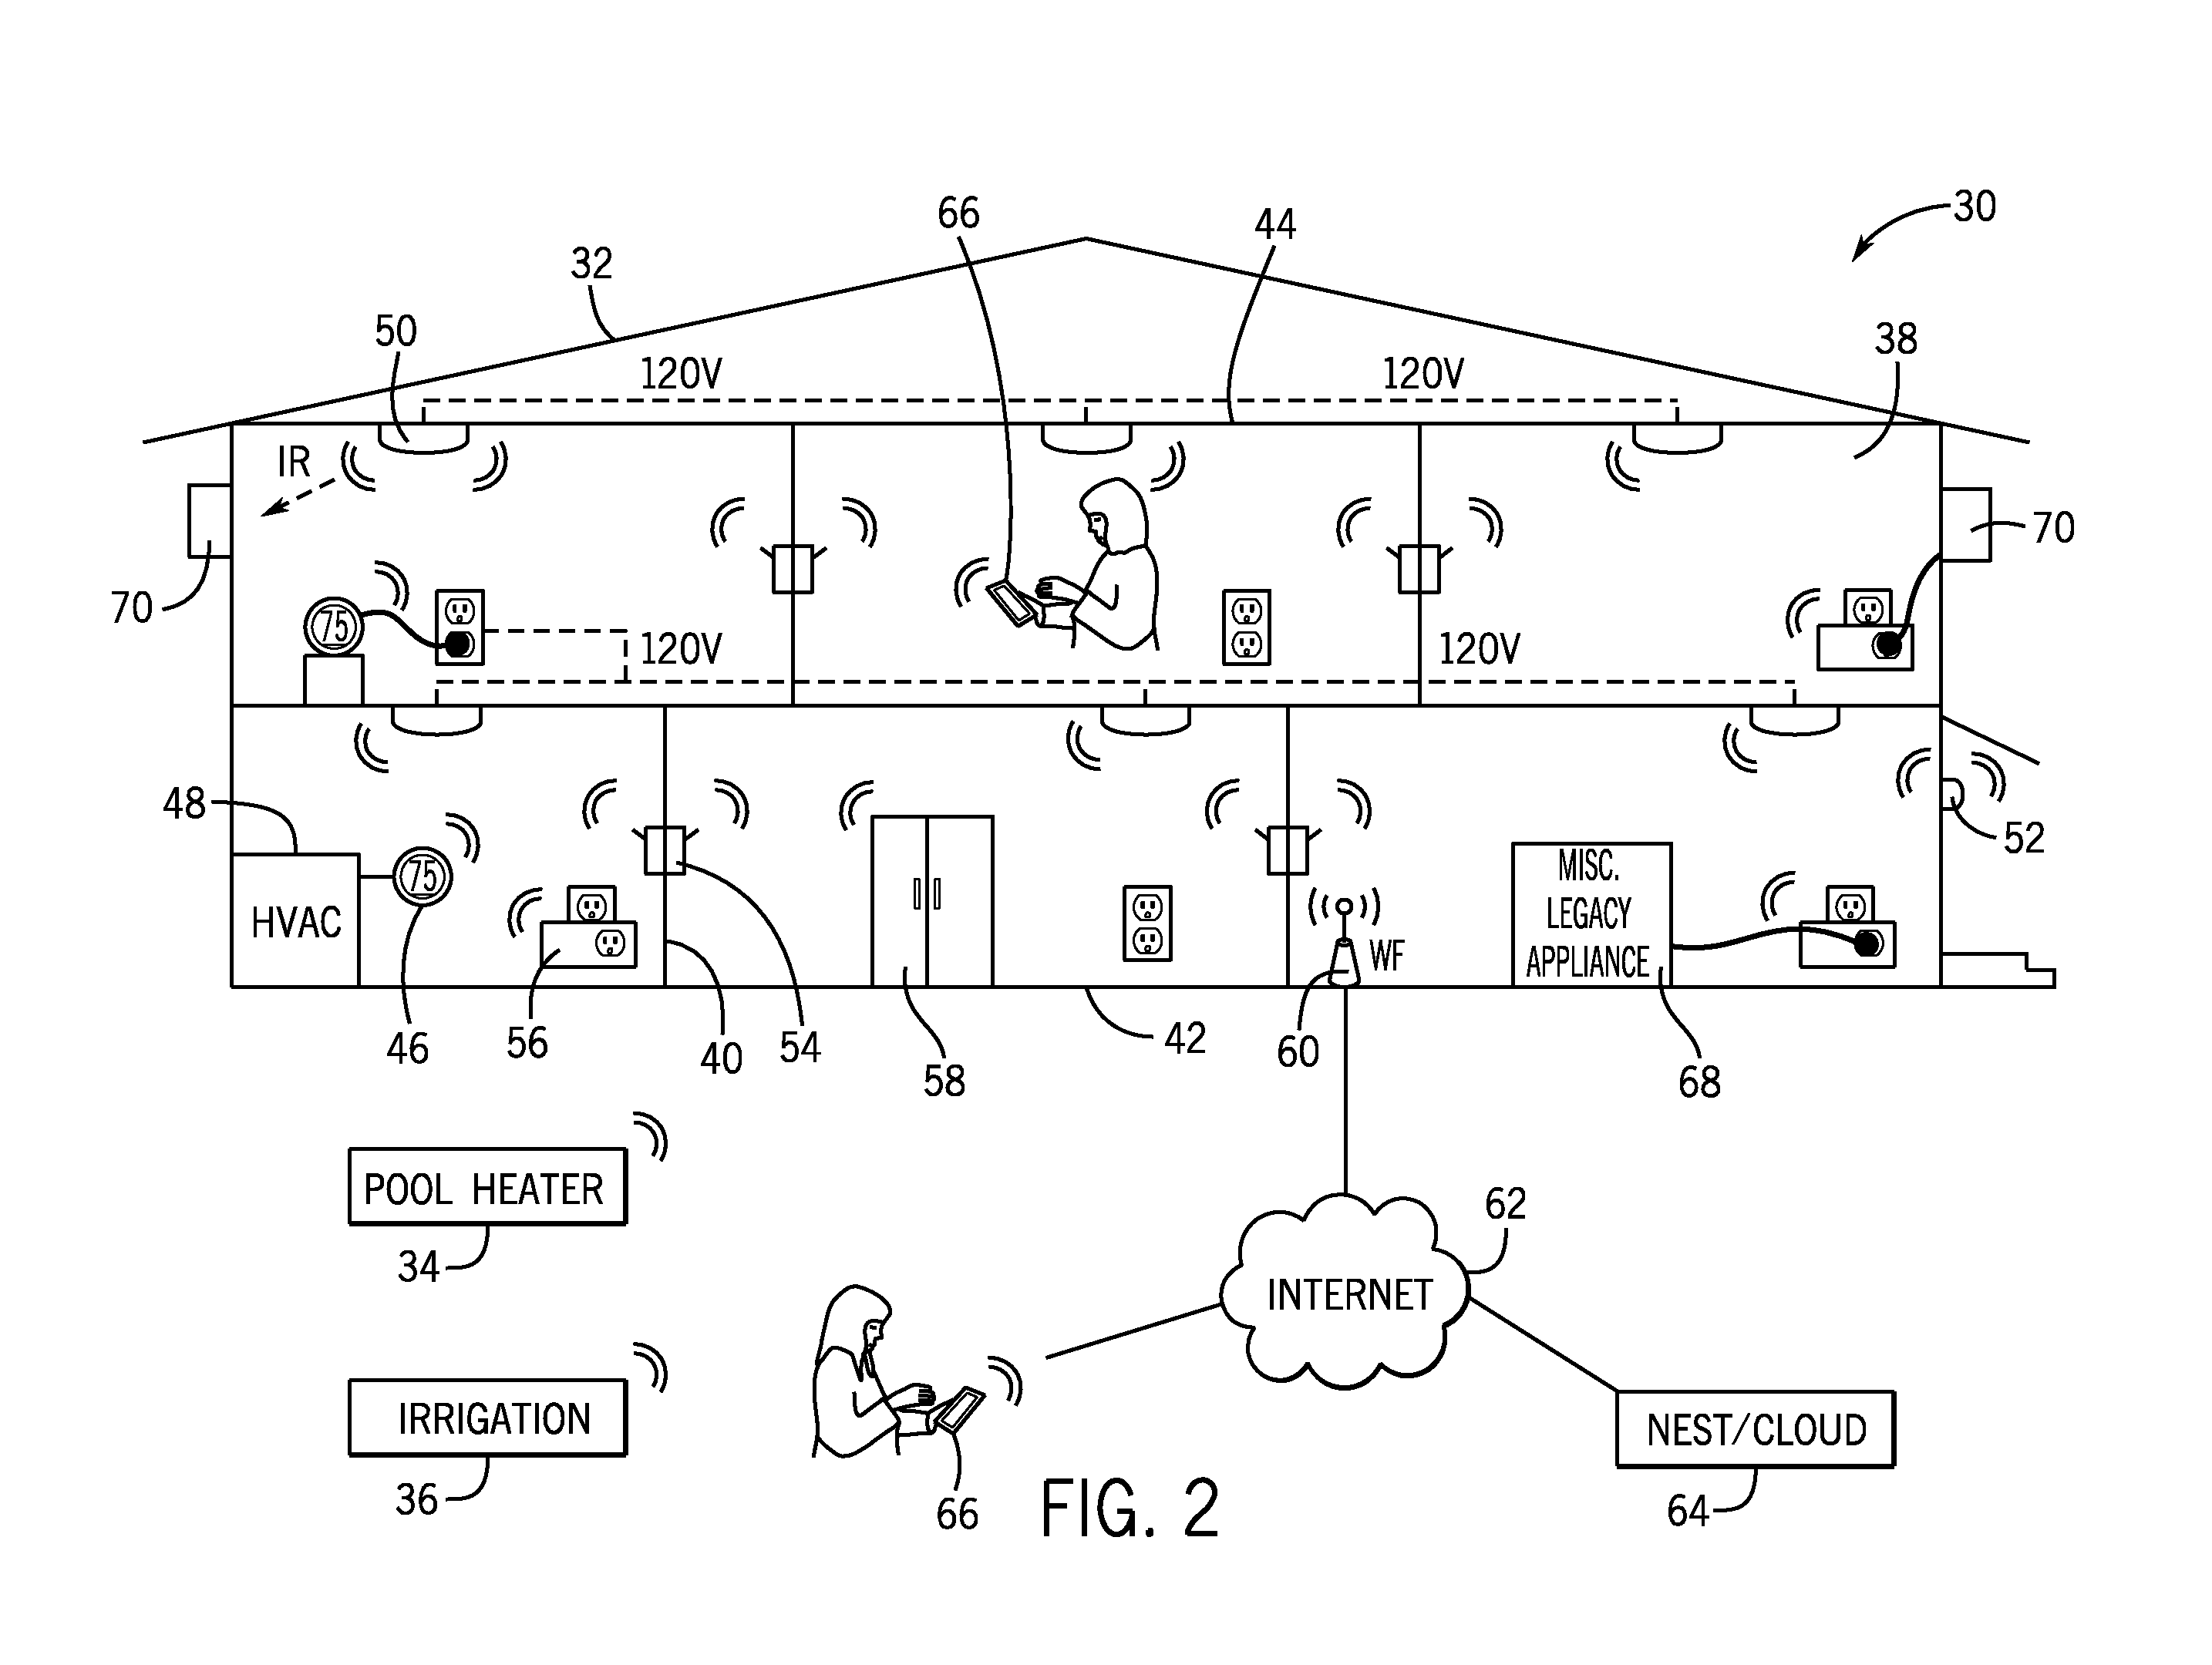 66
44
30
32
50
38
120V
120V
IR
70
70
75
120V
120V
48
75
52
HVAC
MISC.
LEGACY
APPLIANCE
WF
46
56
40
54
58
42
60
68
POOL HEATER
34
62
INTERNET
IRRIGATION
NEST/CLOUD
36
66
FIG. 2
64